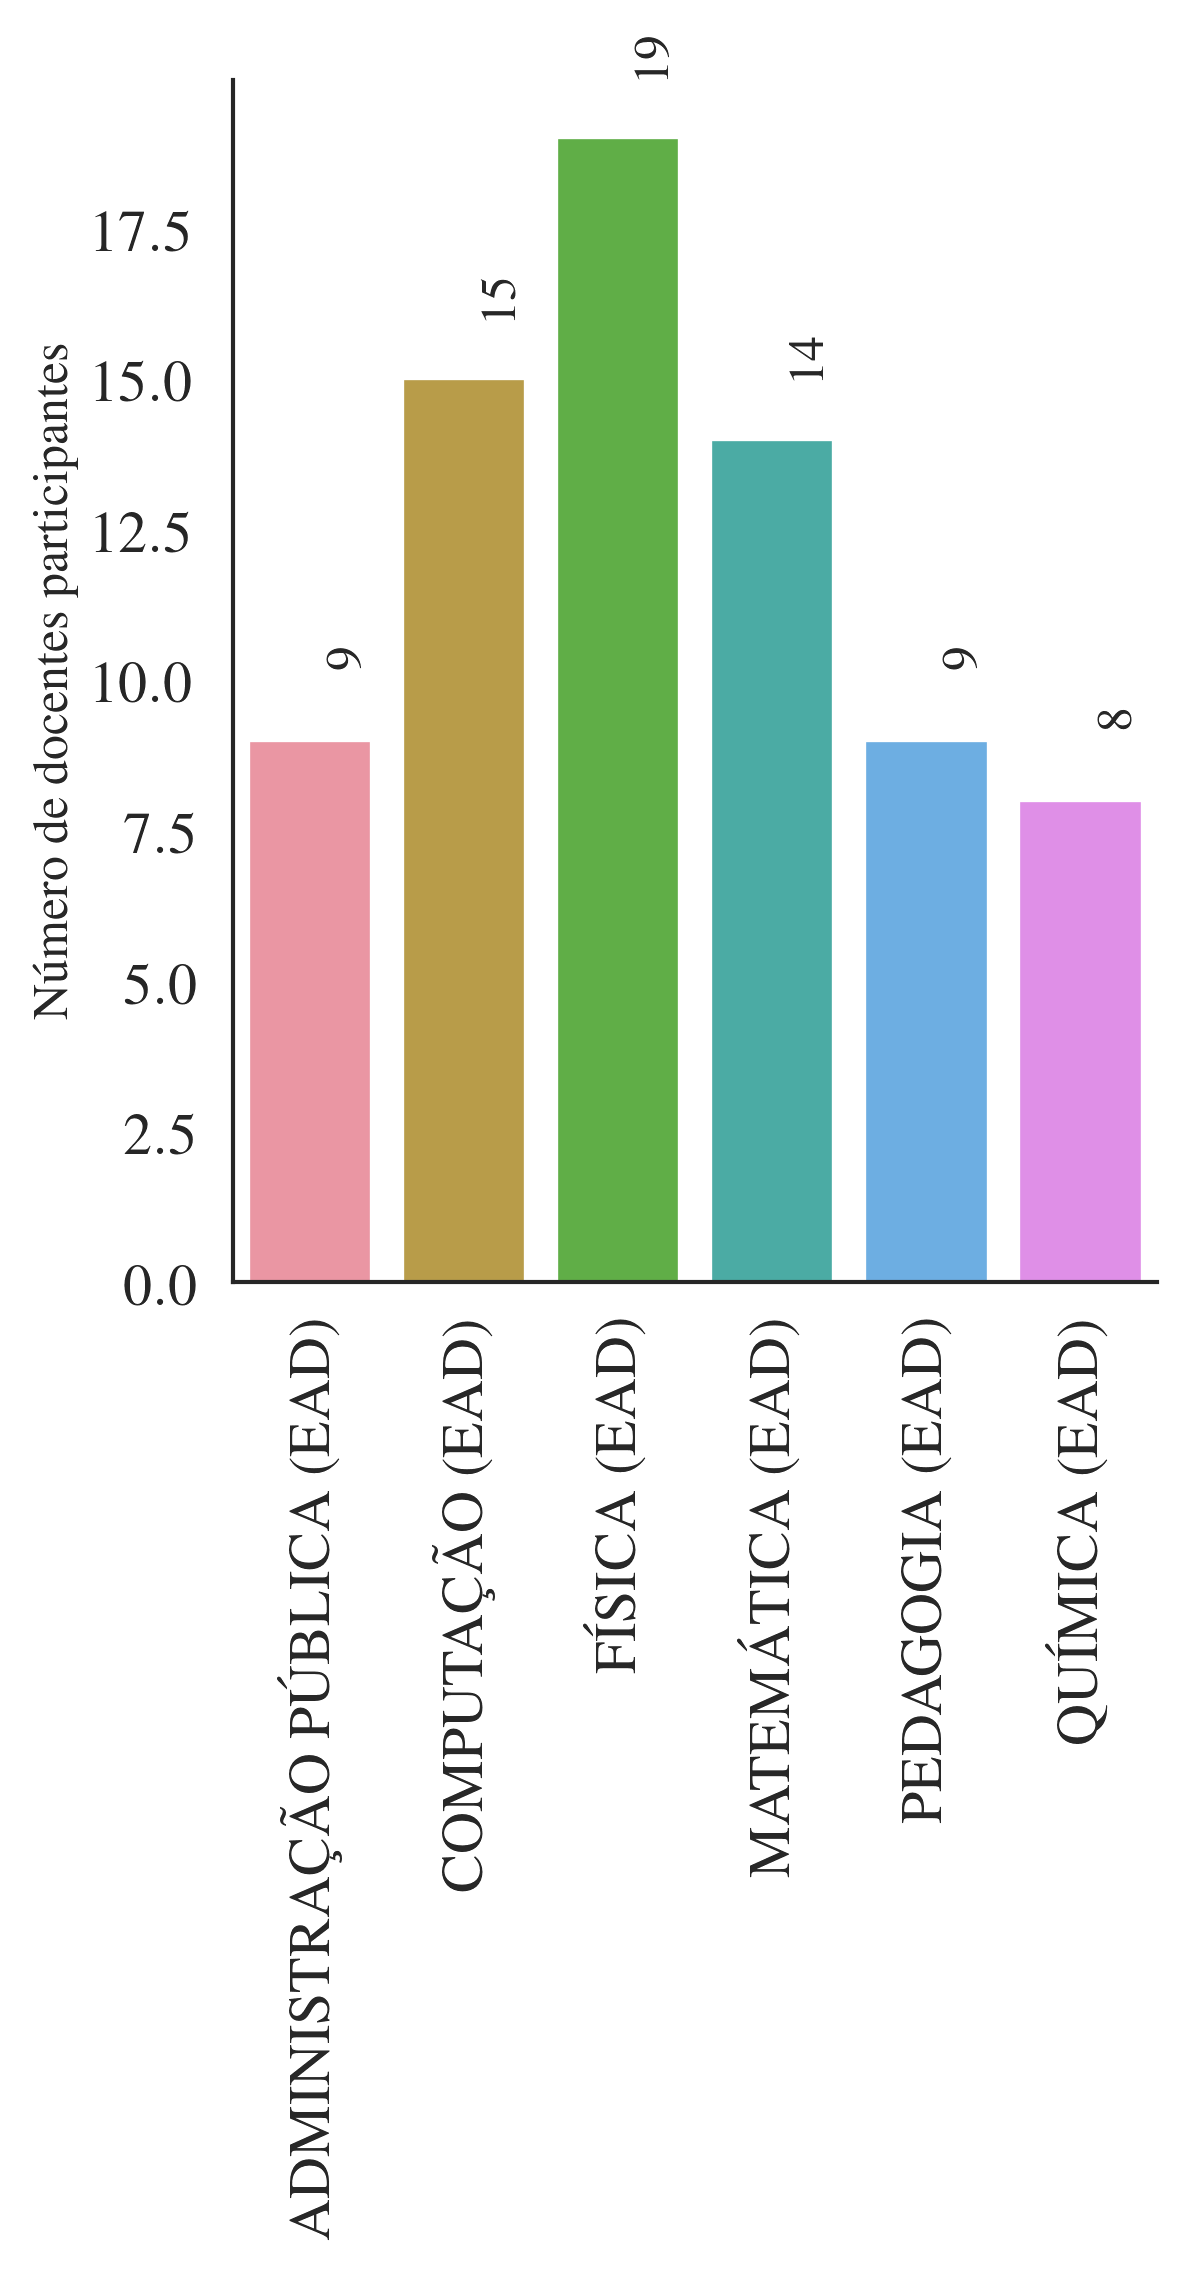 Número de docentes participantes
17.5
15.0
12.5
10.0
7.5
5.0
2.5
0.0
9
15
19
14
9
8
ADMINISTRAÇÃO PÚBLICA (EAD)
COMPUTAÇÃO (EAD)
FÍSICA (EAD)
MATEMÁTICA (EAD)
PEDAGOGIA (EAD)
QUÍMICA (EAD)